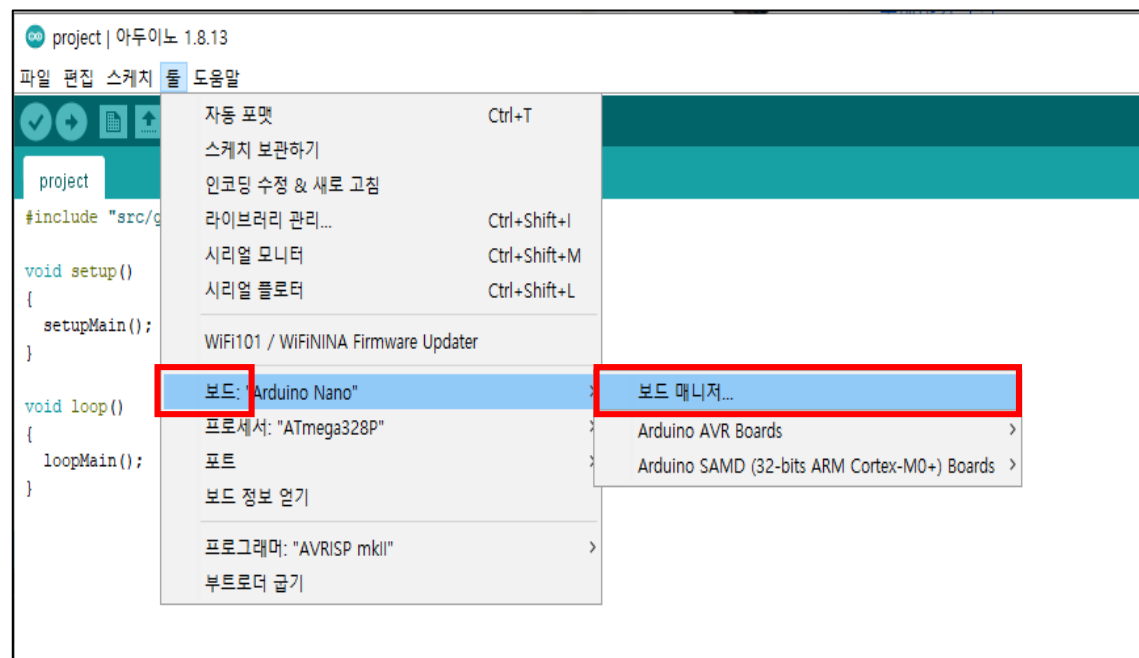 project | 아두이노 1.8.13
파일 편집 스케치 툴 도움말
project
#include "src/g
void setup()
{
setupMain();
}
void loop()
{
loopMain();
}
자동 포맷 Ctrl+T
스케치 보관하기
인코딩 수정 & 새로 고침
라이브러리 관리... Ctrl+Shift+I
시리얼 모니터 Ctrl+Shift+M
시리얼 플로터 Ctrl+Shift+L
WiFi101 / WiFiNINA Firmware Updater
보드: "Arduino Nano"
프로세서: "ATmega328P"
포트
보드 정보 얻기
프로그래머: "AVRISP mkII"
부트로더 굽기
보드 매니저...
Arduino AVR Boards
Arduino SAMD (32-bits ARM Cortex-M0+) Boards